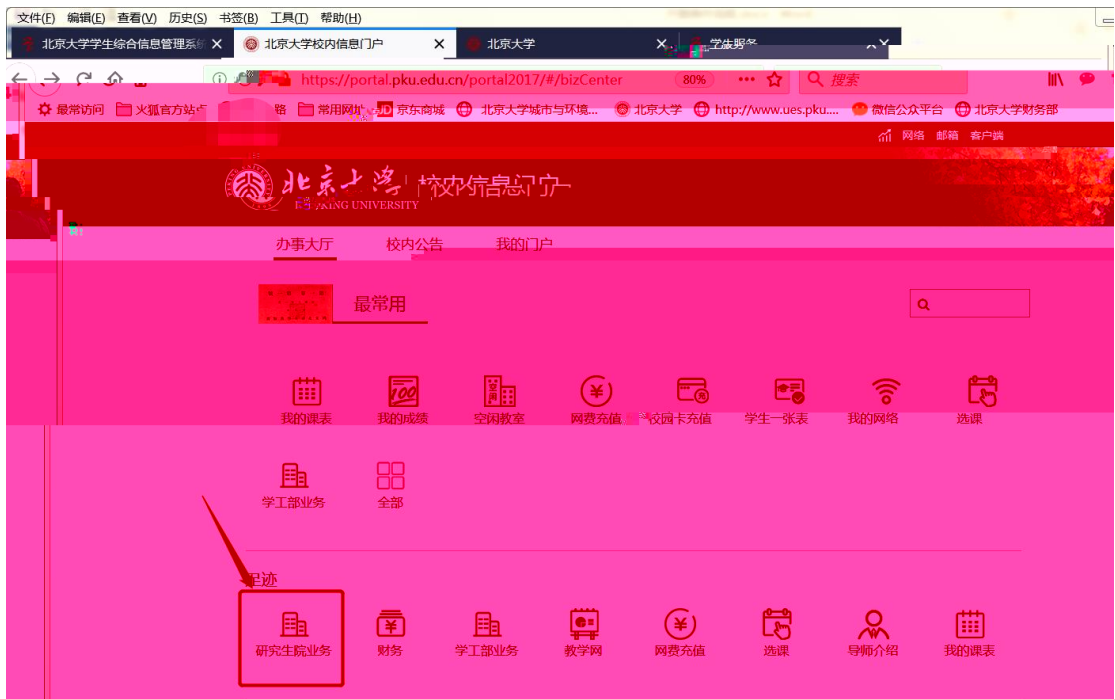 文件(F) 编辑(E) 查看(V) 历史(S) 书签(B) 工具(T) 帮助(H)
北京大学学生综合信息管理系统 北京大学校内信息门户 北京大学
https://portal.pku.edu.cn/portal2017/#/bizCenter 80% 搜索
最常访问 火狐官方站点 路 常用网址 JD 京东商城 北京大学城市与环境... 北京大学 http://www.ues.pku.... 微信公众平台 北京大学财务部
网络 邮箱 客户端
北京大学 校内信息门户
UNIVERSITY
办事大厅 校内公告 我的门户
最常用
我的课表 我的成绩 空闲教室 网费充值 校园卡充值 学生一张表 我的网络 选课
学工部业务 全部
足迹
研究生院业务 财务 学工部业务 教学网 网费充值 选课 导师介绍 我的课表